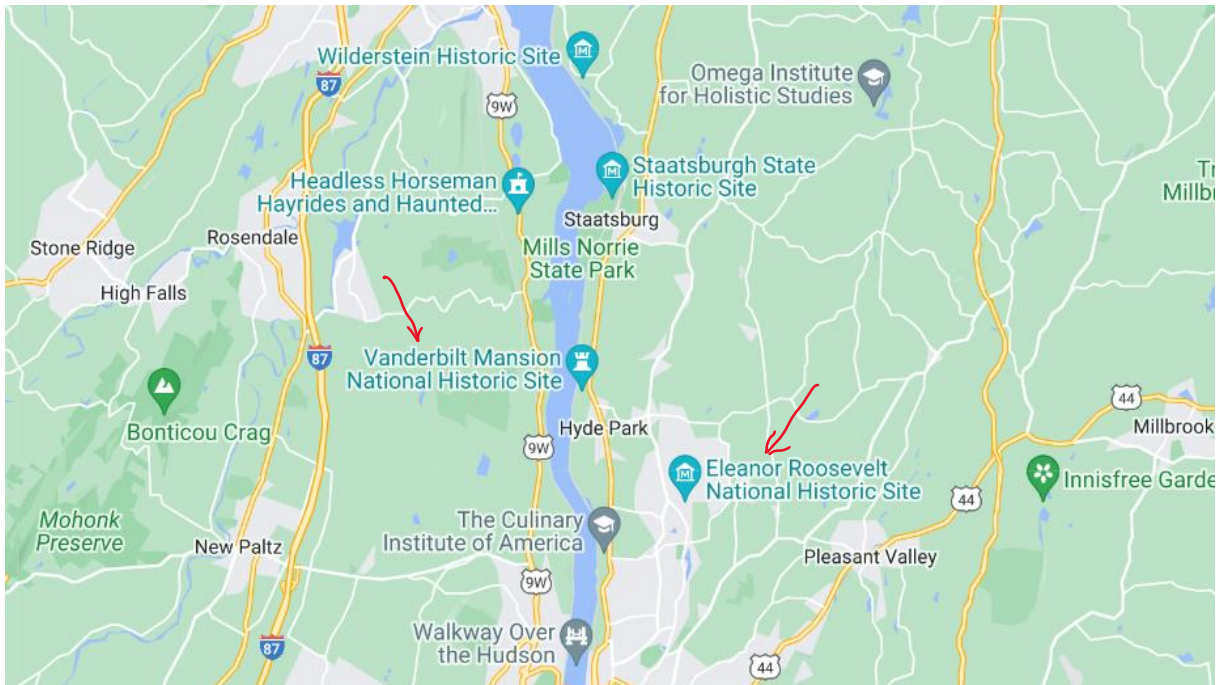 Wilderstein Historic Site
87
9W
Omega Institute
for Holistic Studies
Headless Horseman
Hayrides and Haunted...
Staatsburgh State
Historic Site
Tr
Millbr
Staatsburg
Stone Ridge
Rosendale
Mills Norrie
State Park
High Falls
87
Vanderbilt Mansion
National Historic Site
44
Bonticou Crag
Hyde Park
Millbrook
9W
Eleanor Roosevelt
National Historic Site
Innisfree Garde
44
Mohonk
Preserve
The Culinary
Institute of America
New Paltz
Pleasant Valley
9W
Walkway Over
the Hudson
87
44